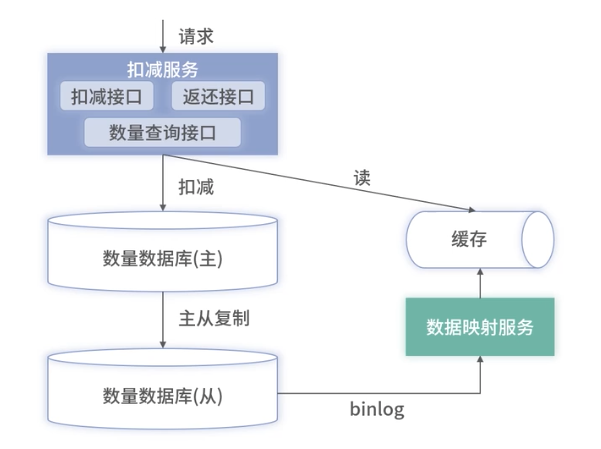 请求
扣减服务
扣减接口
返还接口
数量查询接口
扣减
读
数量数据库(主)
缓存
主从复制
数据映射服务
数量数据库(从)
binlog